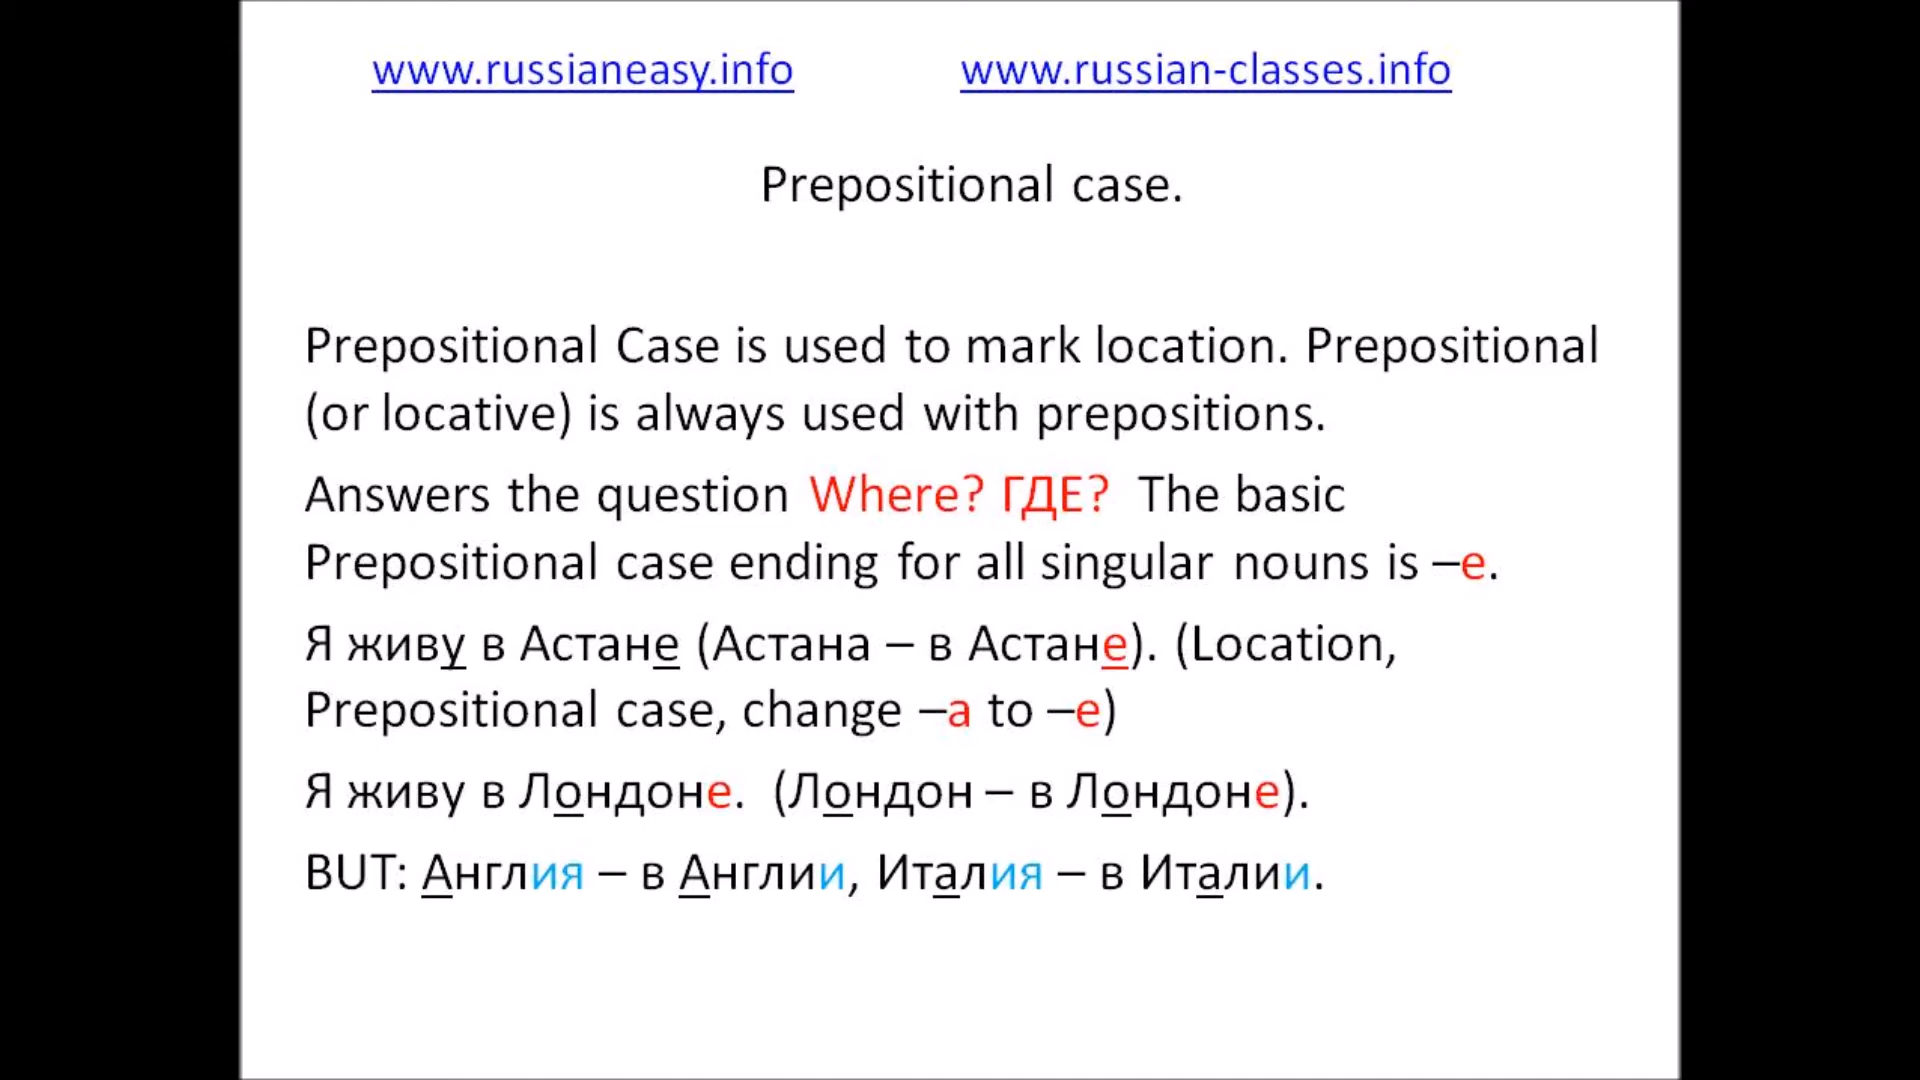 www.russianeasy.info www.russian-classes.info
Prepositional case.
Prepositional Case is used to mark location. Prepositional
(or locative) is always used with prepositions.
Answers the question Where? ГДЕ? The basic
Prepositional case ending for all singular nouns is –е.
Я живу в Астане (Астана – в Астане). (Location,
Prepositional case, change –а to –е)
Я живу в Лондоне. (Лондон – в Лондоне).
BUT: Англия – в Англии, Италия – в Италии.